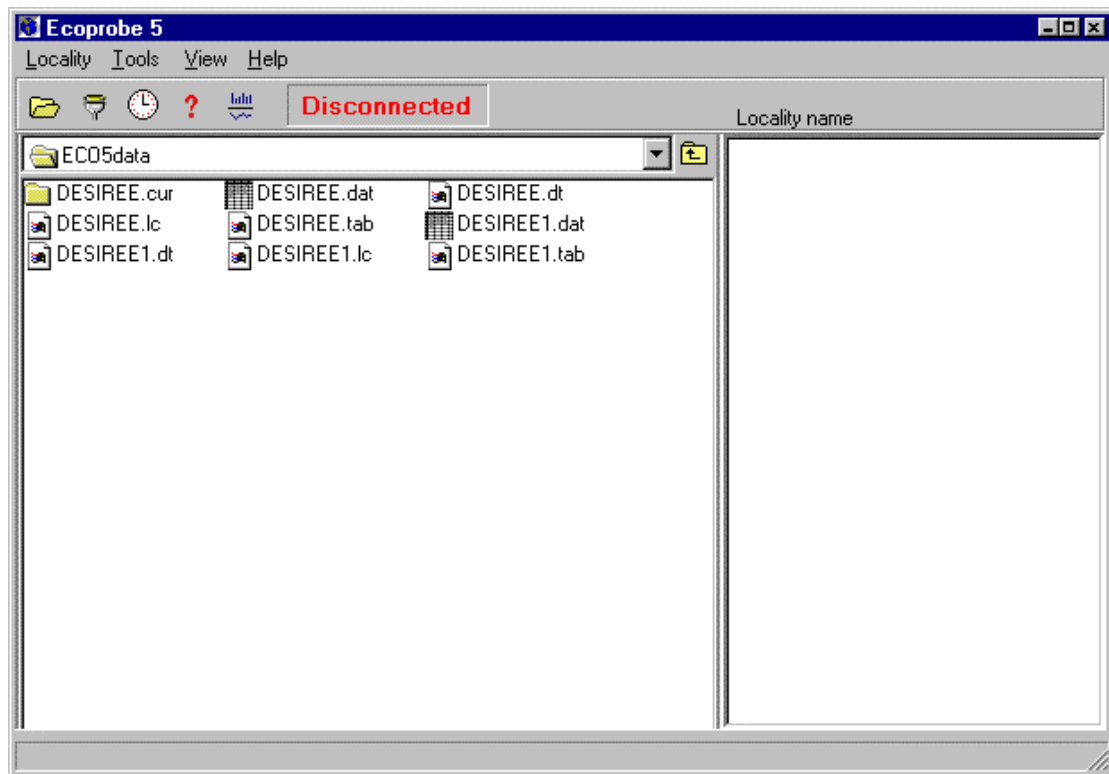 Ecoprobe 5
Locality Tools View Help
? Disconnected
Locality name
ECO5data
DESIREE.cur DESIREE.dat DESIREE.dt
DESIREE.lc DESIREE.tab DESIREE1.dat
DESIREE1.dt DESIREE1.lc DESIREE1.tab